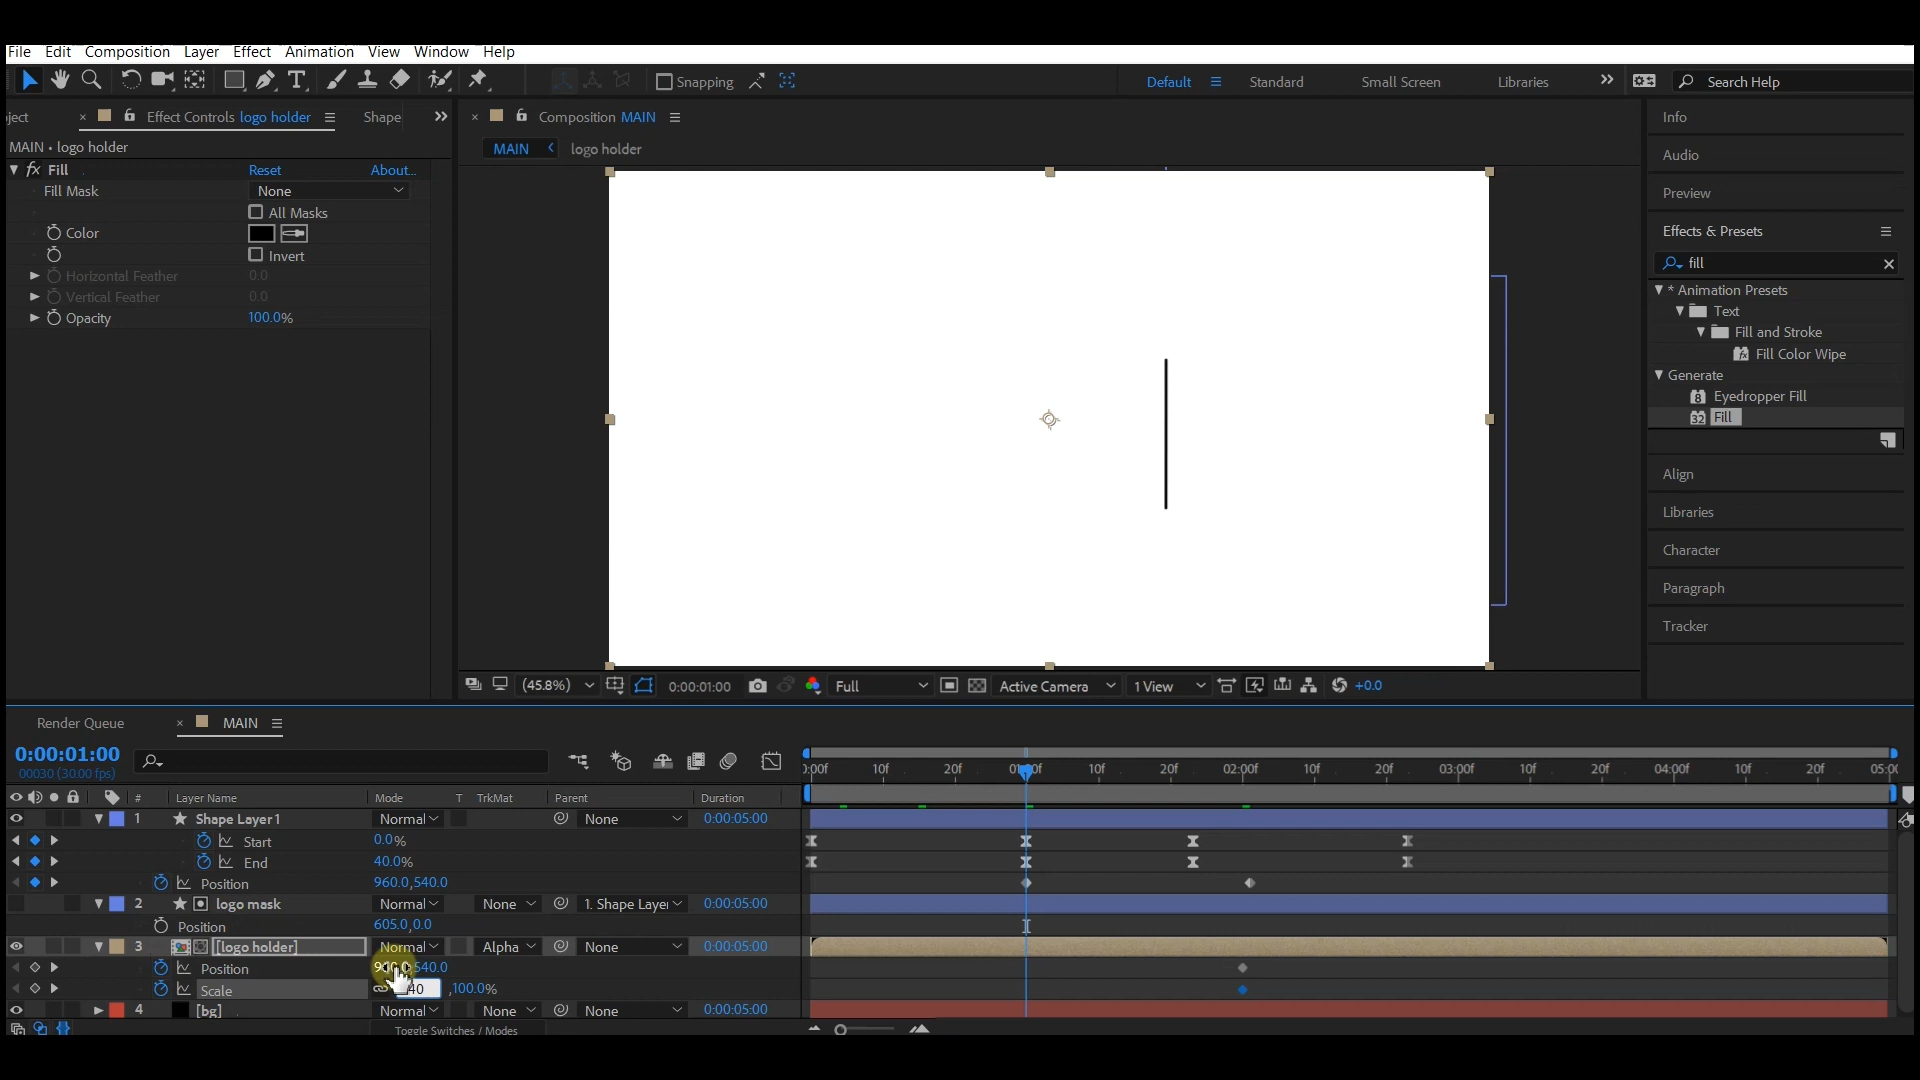 File Edit Composition Layer Effect Animation View Window Help
Snapping Default Standard Small Screen Libraries Search Help
ject Effect Controls logo holder Shape
Composition MAIN
Info
MAIN • logo holder
MAIN logo holder
Audio
Fill Reset About...
Fill Mask None
Preview
All Masks
Color
Effects & Presets
Invert
fill
Horizontal Feather 0.0
Vertical Feather 0.0
* Animation Presets
Opacity 100.0%
Text
Fill and Stroke
Fill Color Wipe
Generate
Eyedropper Fill
Fill
Align
Libraries
Character
Paragraph
Tracker
(45.8%) 0:00:01:00 Full Active Camera 1 View +0.0
Render Queue MAIN
0:00:01:00
00030 (30.00 fps)
10f 20f 10f 20f 02:00f 10f 20f 03:00f 10f 20f 04:00f 10f 20f
# Layer Name Mode T TrkMat Parent Duration
1 Shape Layer 1 Normal None 0:00:05:00
Start 0.0%
End 40.0%
Position 960.0,540.0
2 logo mask Normal None 1. Shape Layer 0:00:05:00
Position 605.0,0.0
3 [logo holder] Normal Alpha None 0:00:05:00
Position 540.0
Scale 40 ,100.0%
4 [bg] Normal None None 0:00:05:00
Toggle Switches / Modes